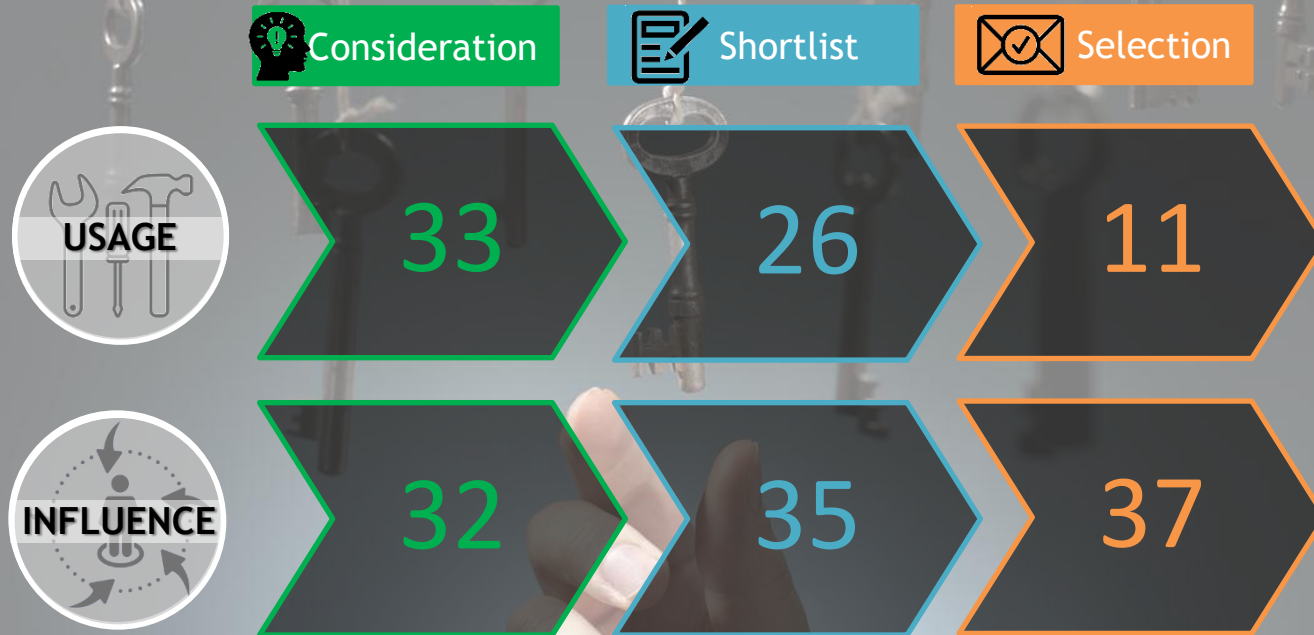 Consideration
Shortlist
Selection
USAGE
33
26
11
INFLUENCE
32
35
37